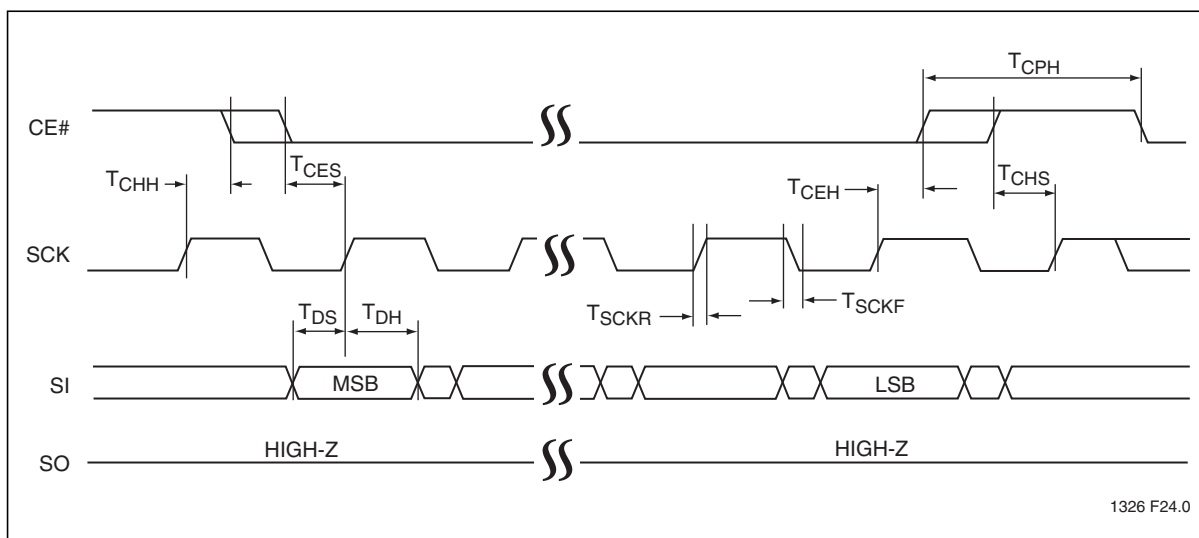 TCPH
CE#
TCES
TCHH
TCEH
TCHS
SCK
TSCKR
TSCKF
TDS
TDH
SI
MSB
LSB
SO
HIGH-Z
HIGH-Z
1326 F24.0